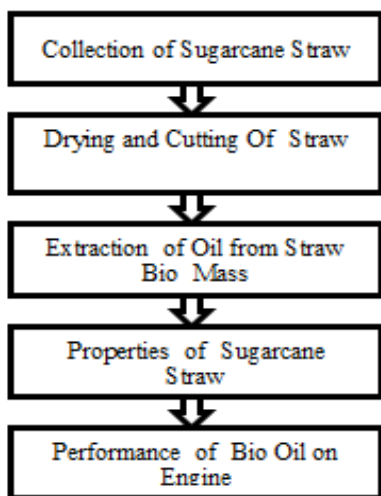 Collection of Sugarcane Straw
Drying and Cutting Of Straw
Extraction of Oil from Straw
Bio Mass
Properties of Sugarcane
Straw
Performance of Bio Oil on
Engine